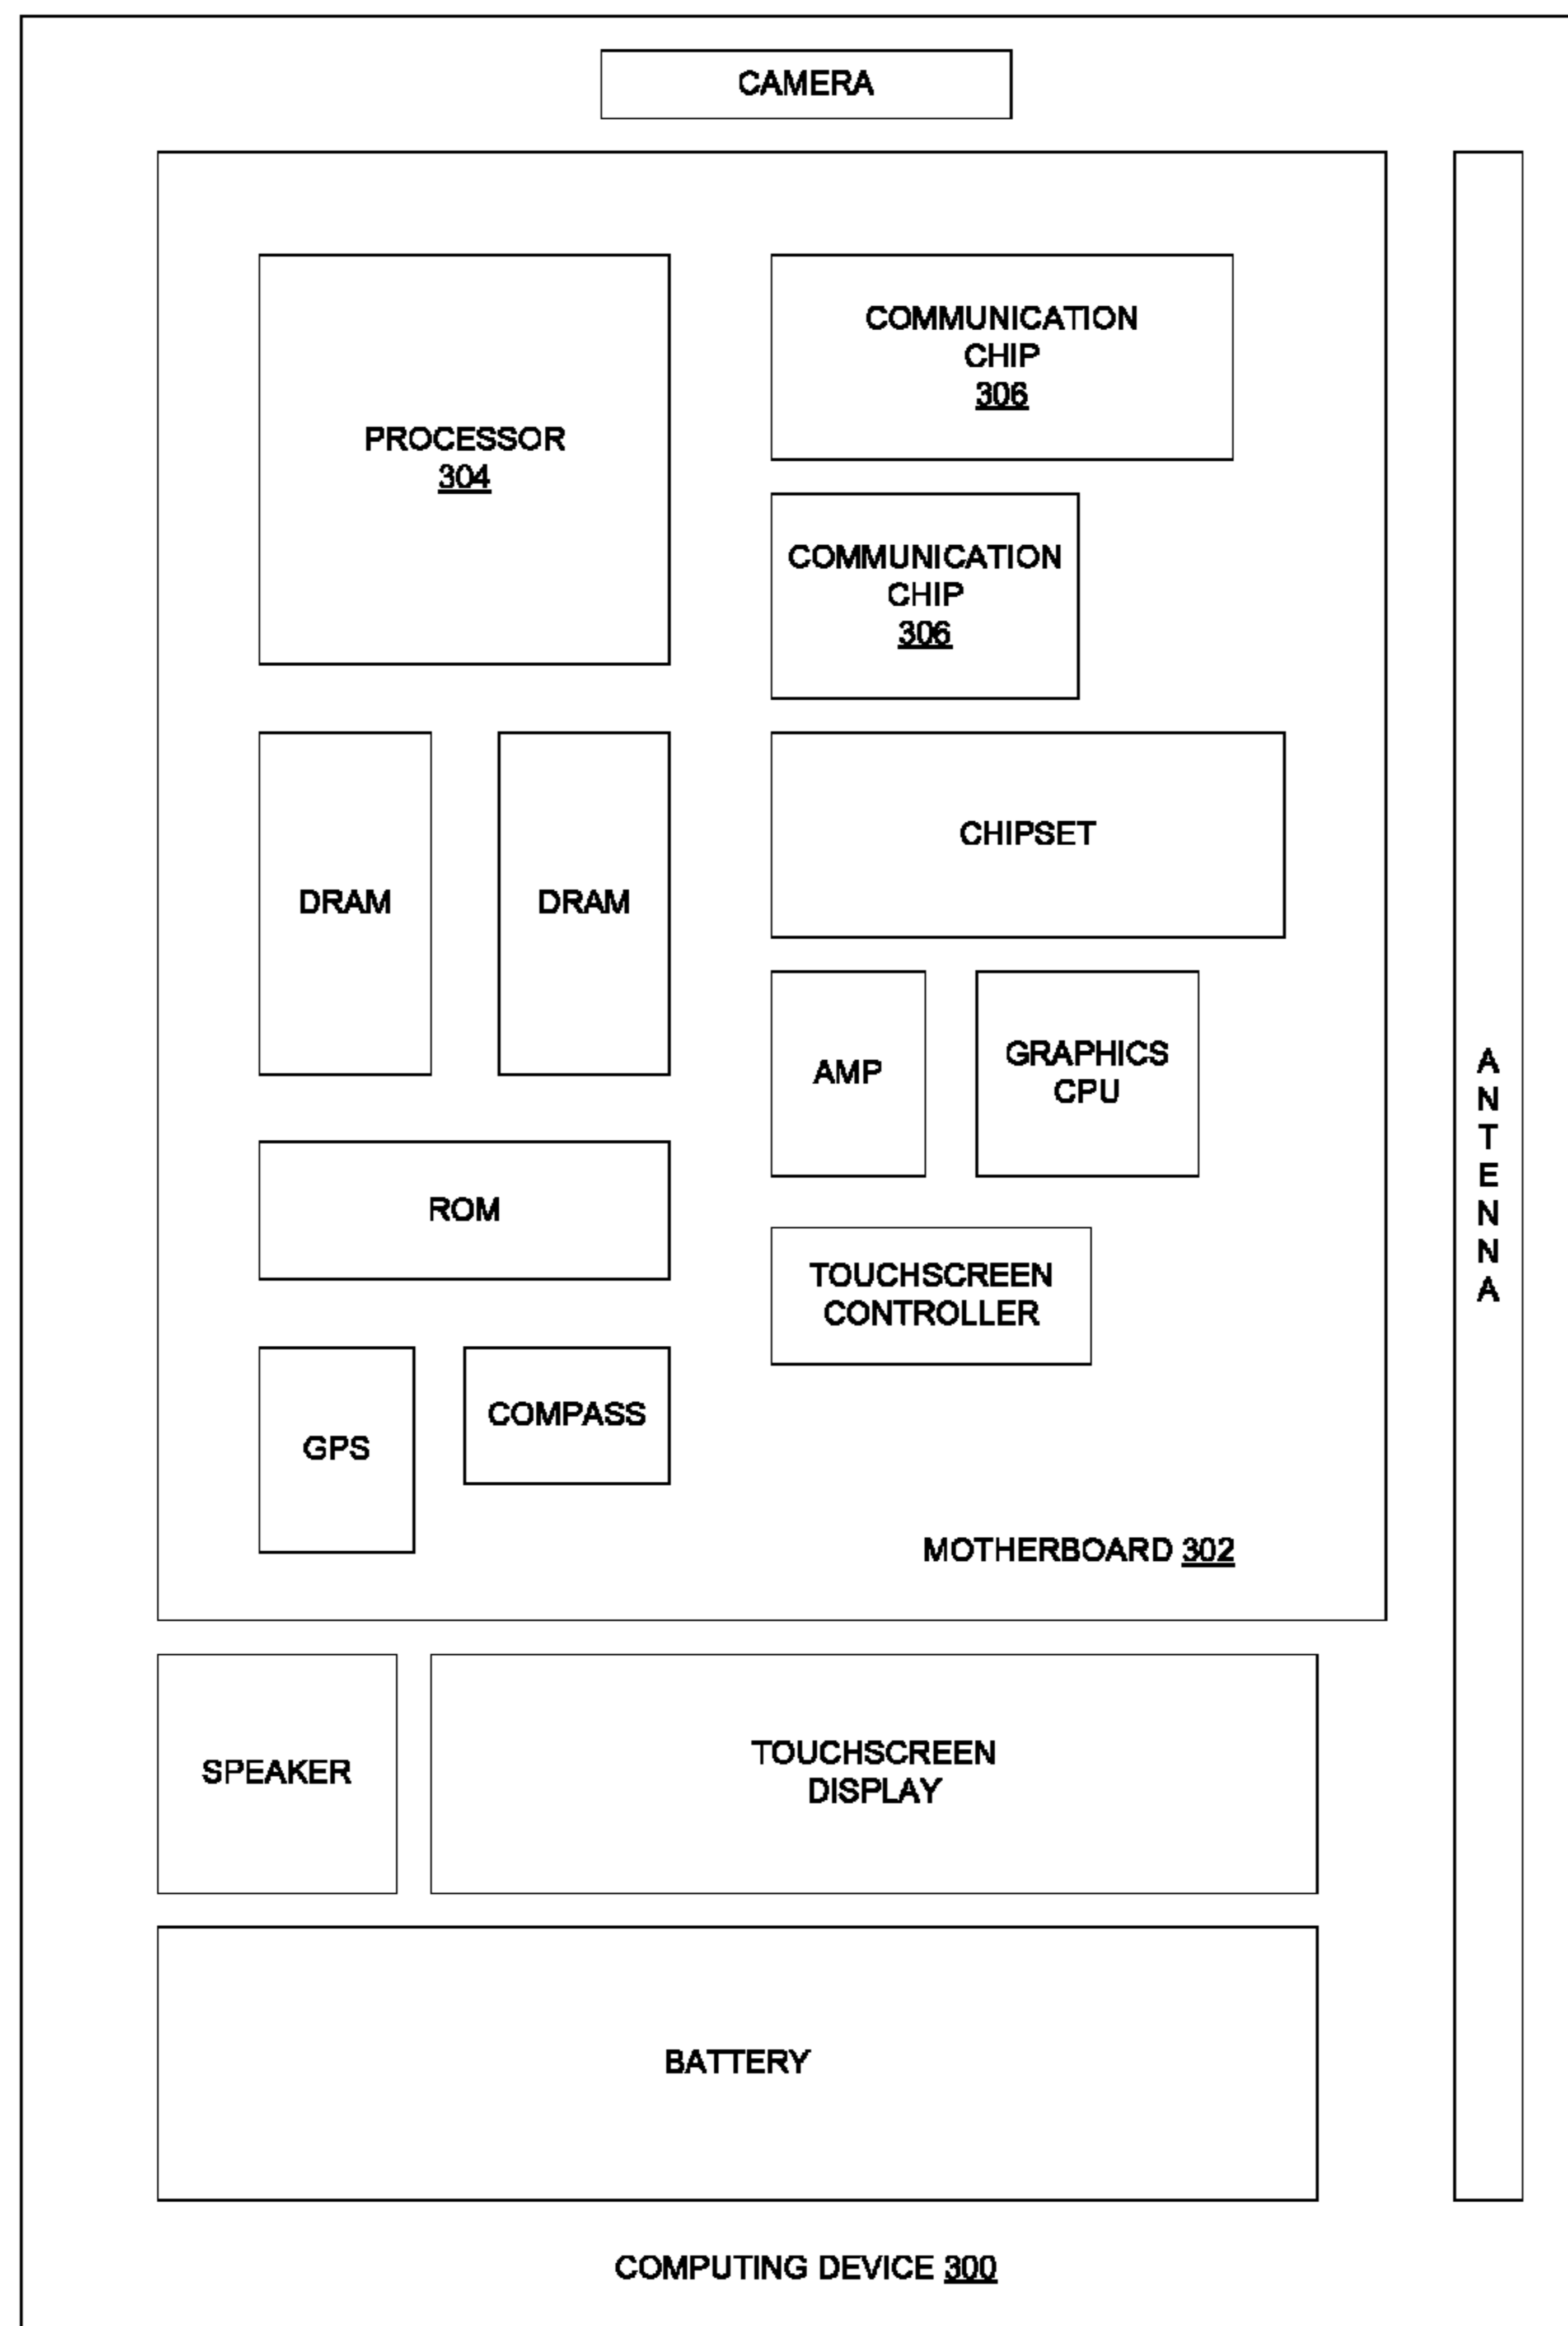 CAMERA
PROCESSOR
304
COMMUNICATION
CHIP
306
COMMUNICATION
CHIP
306
DRAM
DRAM
CHIPSET
AMP
GRAPHICS
CPU
ROM
TOUCHSCREEN
CONTROLLER
GPS
COMPASS
MOTHERBOARD 302
A
N
T
E
N
N
A
SPEAKER
TOUCHSCREEN
DISPLAY
BATTERY
COMPUTING DEVICE 300